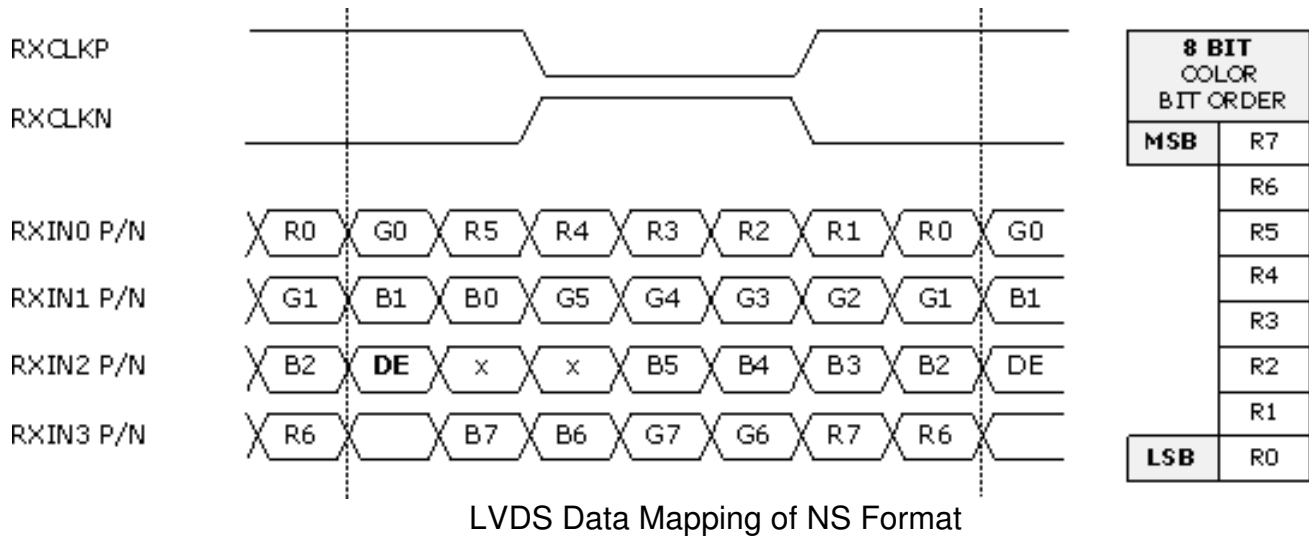 RXCLKP
RXCLKN
RXIN0 P/N R0 G0 R5 R4 R3 R2 R1 R0 G0
RXIN1 P/N G1 B1 B0 G5 G4 G3 G2 G1 B1
RXIN2 P/N B2 DE x x B5 B4 B3 B2 DE
RXIN3 P/N R6 B7 B6 G7 G6 R7 R6
8 BIT
COLOR
BIT ORDER
MSB R7
R6
R5
R4
R3
R2
R1
LSB R0
LVDS Data Mapping of NS Format